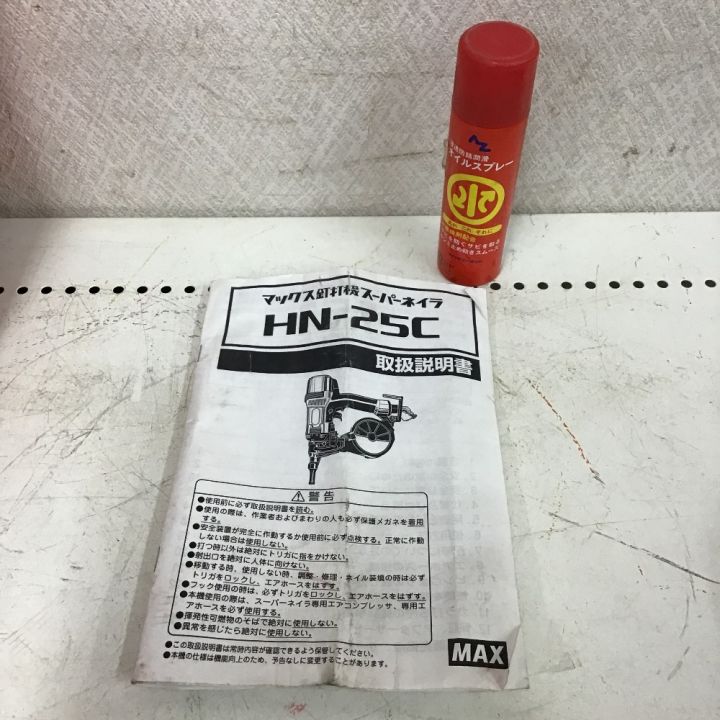 浸透防錆潤滑
オイルスプレー
マックス釘打機スーパーネイラ
HN-25C
取扱説明書
警告
●使用前に必ず取扱説明書を読む。
●使用の際は、作業者およびまわりの人も必ず保護メガネを着用
する。
●安全装置が完全に作動するか使用前に必ず点検する。正常に作動
しない場合は使用しない。
●打つ時以外は絶対にトリガに指をかけない。
●射出口を絶対に人体に向けない。
●移動する時、使用しない時、調整・修理・ネイル装填の時は必ず
トリガをロックし、エアホースをはずす。
●フック使用の時は、必ずトリガをロックし、エアホースをはずす。
●本機使用の際は、スーパーネイラ専用エアコンプレッサ、専用エ
アホースを必ず使用する。
●揮発性可燃物のそばで絶対に使用しない。
●異常を感じたら絶対に使用しない。
●この取扱説明書は常時内容が確認できるよう保管してください。
●本機の仕様は機能向上のため、予告なしに変更することがあります。
MAX